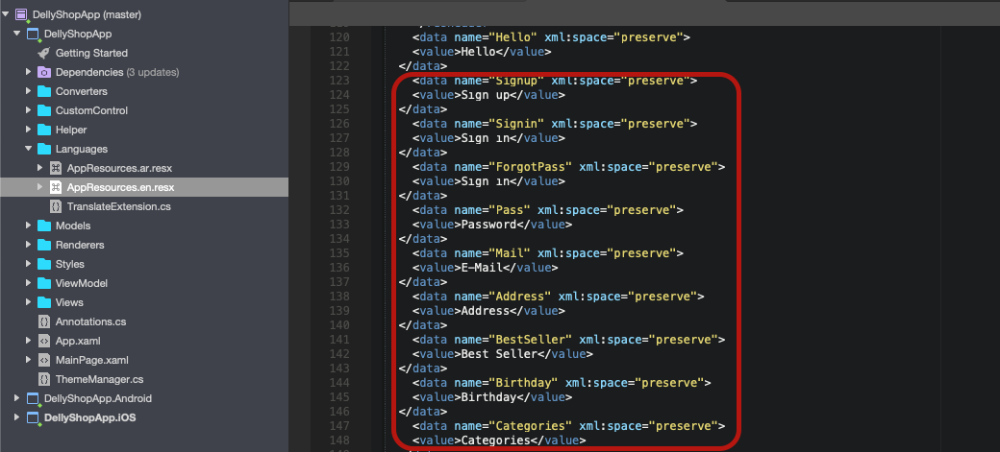 DellyShopApp (master)
DellyShopApp
Getting Started
Dependencies (3 updates)
Converters
CustomControl
Helper
Languages
AppResources.ar.resx
AppResources.en.resx
TranslateExtension.cs
Models
Renderers
Styles
ViewModel
Views
Annotations.cs
App.xaml
MainPage.xaml
ThemeManager.cs
DellyShopApp.Android
DellyShopApp.iOS
120 <data name="Hello" xml:space="preserve">
121 <value>Hello</value>
122 </data>
123 <data name="Signup" xml:space="preserve">
124 <value>Sign up</value>
125 </data>
126 <data name="Signin" xml:space="preserve">
127 <value>Sign ın</value>
128 </data>
129 <data name="ForgotPass" xml:space="preserve">
130 <value>Sign ın</value>
131 </data>
132 <data name="Pass" xml:space="preserve">
133 <value>Password</value>
134 </data>
135 <data name="Mail" xml:space="preserve">
136 <value>E-Mail</value>
137 </data>
138 <data name="Address" xml:space="preserve">
139 <value>Address</value>
140 </data>
141 <data name="BestSeller" xml:space="preserve">
142 <value>Best Seller</value>
143 </data>
144 <data name="Birthday" xml:space="preserve">
145 <value>Birthday</value>
146 </data>
147 <data name="Categories" xml:space="preserve">
148 <value>Categories</value>